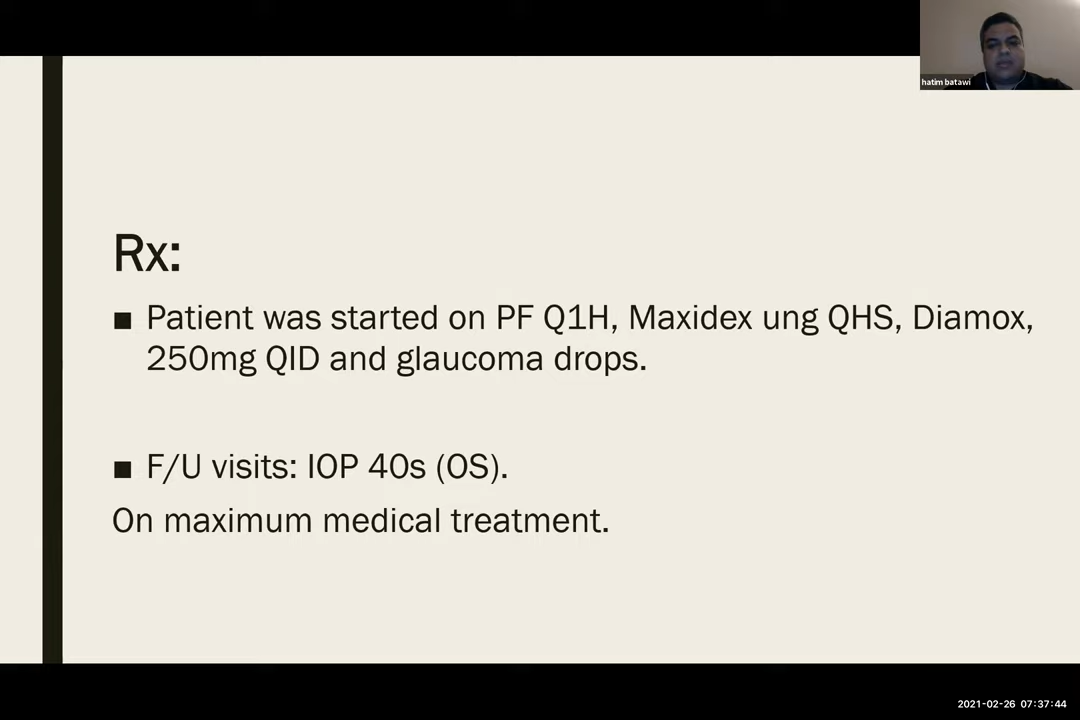 hatim batawi
Rx:
■ Patient was started on PF Q1H, Maxidex ung QHS, Diamox,
250mg QID and glaucoma drops.
■ F/U visits: IOP 40s (OS).
On maximum medical treatment.
2021-02-26 07:37:44